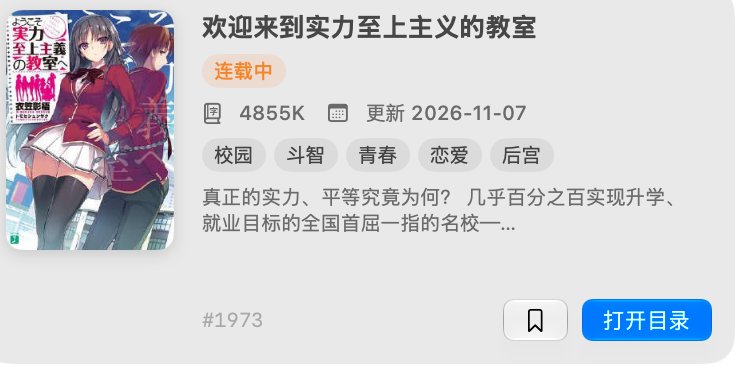 ようこそ
実力
至上主義
の教室へ
衣笠彰梧
トモセシュンサク
欢迎来到实力至上主义的教室
连载中
4855K 更新 2026-11-07
校园 斗智 青春 恋爱 后宫
真正的实力、平等究竟为何? 几乎百分之百实现升学、
就业目标的全国首屈一指的名校—...
#1973
打开目录